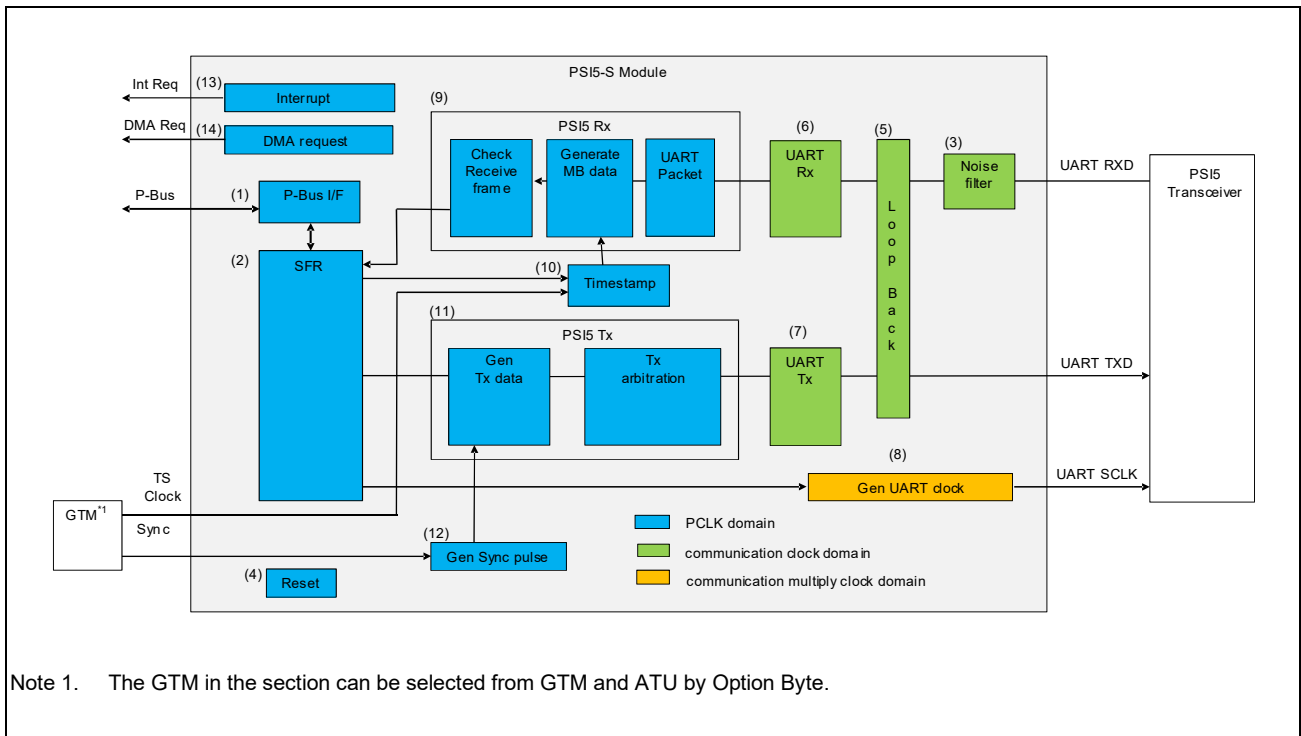 PSI5-S Module
Int Req
(13)
Interrupt
DMA Req
(14)
DMA request
P-Bus
(1)
P-Bus I/F
(2)
SFR
(9)
PSI5 Rx
Check
Receive
frame
Generate
MB data
UART
Packet
(6)
UART
Rx
(5)
L
o
o
p
B
a
c
k
(3)
Noise
filter
UART RXD
PSI5
Transceiver
(10)
Timestamp
(11)
PSI5 Tx
Gen
Tx data
Tx
arbitration
(7)
UART
Tx
UART TXD
(8)
Gen UART clock
UART SCLK
TS
Clock
GTM*1
Sync
(12)
Gen Sync pulse
(4)
Reset
PCLK domain
communication clock domain
communication multiply clock domain
Note 1. The GTM in the section can be selected from GTM and ATU by Option Byte.